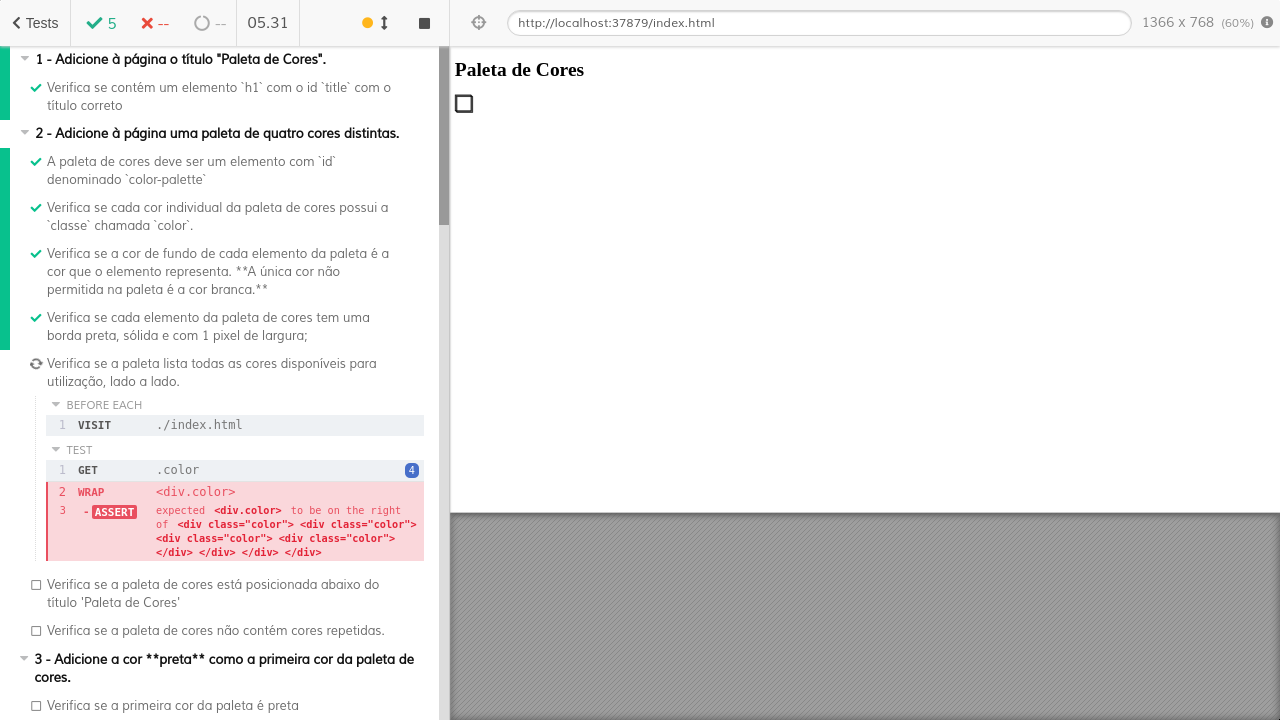 Tests
5
--
--
05.31
http://localhost:37879/index.html
1366 x 768 (60%)
1 - Adicione à página o título "Paleta de Cores".
Verifica se contém um elemento `h1` com o id `title` com o
título correto
2 - Adicione à página uma paleta de quatro cores distintas.
A paleta de cores deve ser um elemento com `id`
denominado `color-palette`
Verifica se cada cor individual da paleta de cores possui a
`classe` chamada `color`.
Verifica se a cor de fundo de cada elemento da paleta é a
cor que o elemento representa. **A única cor não
permitida na paleta é a cor branca.**
Verifica se cada elemento da paleta de cores tem uma
borda preta, sólida e com 1 pixel de largura;
Verifica se a paleta lista todas as cores disponíveis para
utilização, lado a lado.
BEFORE EACH
1 VISIT ./index.html
TEST
1 GET .color 4
2 WRAP <div.color>
3 -ASSERT expected <div.color> to be on the right
of <div class="color"> <div class="color">
<div class="color"> <div class="color">
</div> </div> </div> </div>
Verifica se a paleta de cores está posicionada abaixo do
título 'Paleta de Cores'
Verifica se a paleta de cores não contém cores repetidas.
3 - Adicione a cor **preta** como a primeira cor da paleta de
cores.
Verifica se a primeira cor da paleta é preta
Paleta de Cores